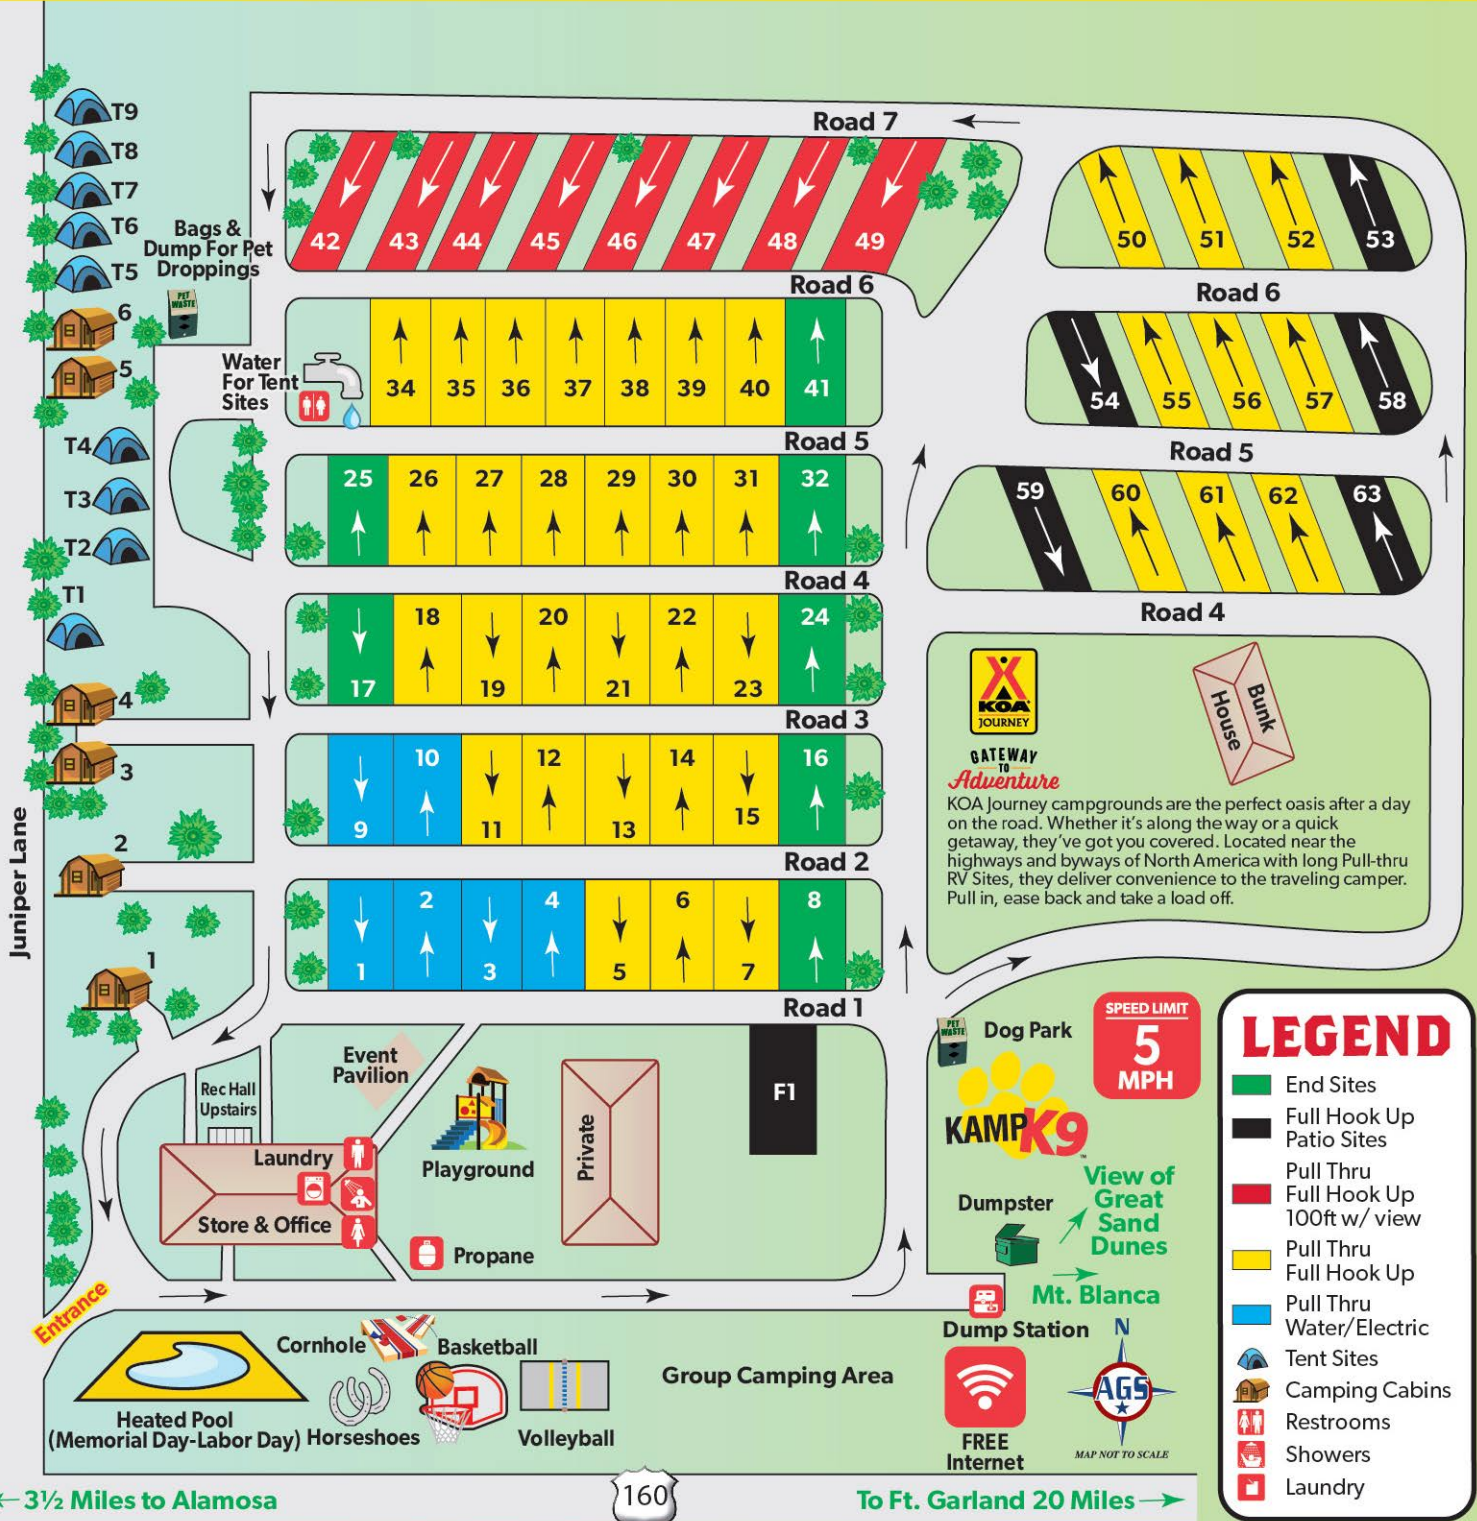 Road 7
T9
T8
T7
T6
T5
Bags &
Dump For Pet
Droppings
PET
WASTE
6
5
42 43 44 45 46 47 48 49
50 51 52 53
Road 6
Road 6
Water
For Tent
Sites
34 35 36 37 38 39 40 41
54 55 56 57 58
Road 5
Road 5
T4
T3
T2
T1
25 26 27 28 29 30 31 32
59 60 61 62 63
Road 4
Road 4
18 20 22 24
17 19 21 23
4
3
2
1
Road 3
10 12 14 16
9 11 13 15
Road 2
2 4 6 8
1 3 5 7
Road 1
Juniper Lane
KOA
JOURNEY
GATEWAY
TO
Adventure
Bunk
House
KOA Journey campgrounds are the perfect oasis after a day
on the road. Whether it's along the way or a quick
getaway, they've got you covered. Located near the
highways and byways of North America with long Pull-thru
RV Sites, they deliver convenience to the traveling camper.
Pull in, ease back and take a load off.
Event
Pavilion
Rec Hall
Upstairs
Laundry
Store & Office
Playground
Propane
Private
F1
PET
WASTE
Dog Park
KAMPK9
SPEED LIMIT
5
MPH
Dumpster
View of
Great
Sand
Dunes
Mt. Blanca
Dump Station
Entrance
Heated Pool
(Memorial Day-Labor Day)
Cornhole
Horseshoes
Basketball
Volleyball
Group Camping Area
FREE
Internet
N
AGS
MAP NOT TO SCALE
LEGEND
End Sites
Full Hook Up
Patio Sites
Pull Thru
Full Hook Up
100ft w/ view
Pull Thru
Full Hook Up
Pull Thru
Water/Electric
Tent Sites
Camping Cabins
Restrooms
Showers
Laundry
3½ Miles to Alamosa
160
To Ft. Garland 20 Miles